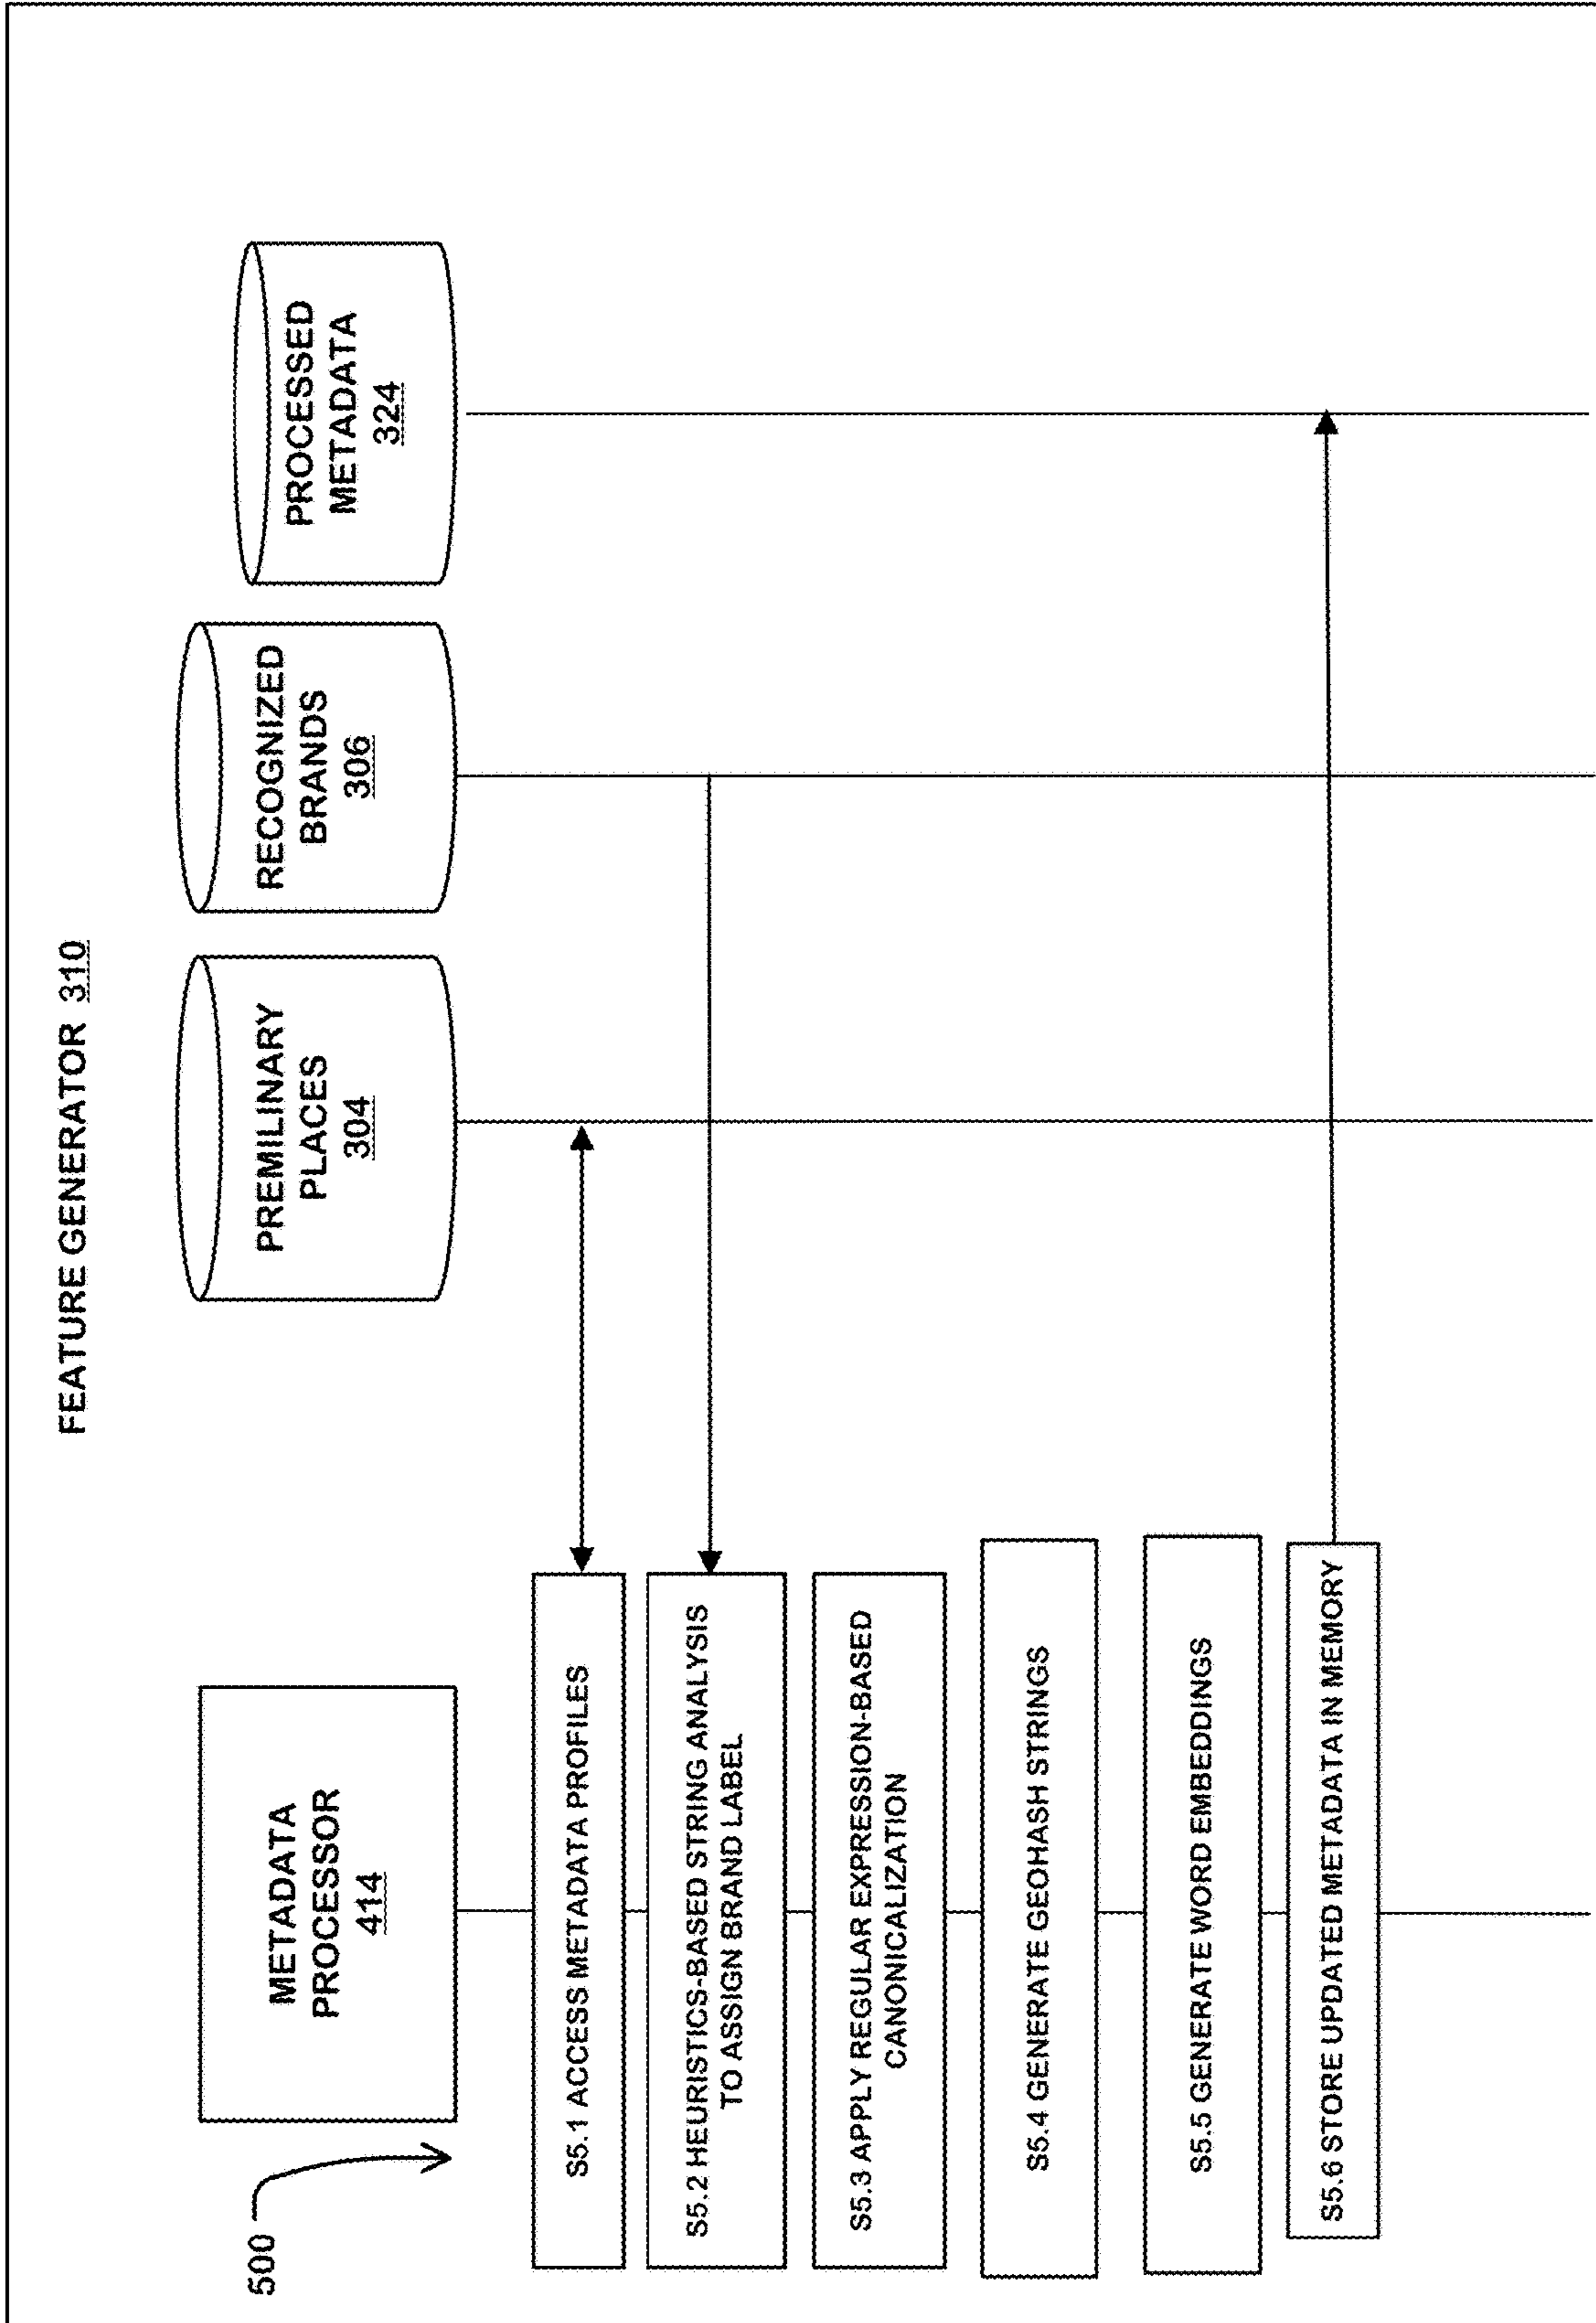 FEATURE GENERATOR 310
500
METADATA
PROCESSOR
414
PREMILINARY
PLACES
304
RECOGNIZED
BRANDS
306
PROCESSED
METADATA
324
S5.1 ACCESS METADATA PROFILES
S5.2 HEURISTICS-BASED STRING ANALYSIS
TO ASSIGN BRAND LABEL
S5.3 APPLY REGULAR EXPRESSION-BASED
CANONICALIZATION
S5.4 GENERATE GEOHASH STRINGS
S5.5 GENERATE WORD EMBEDDINGS
S5.6 STORE UPDATED METADATA IN MEMORY